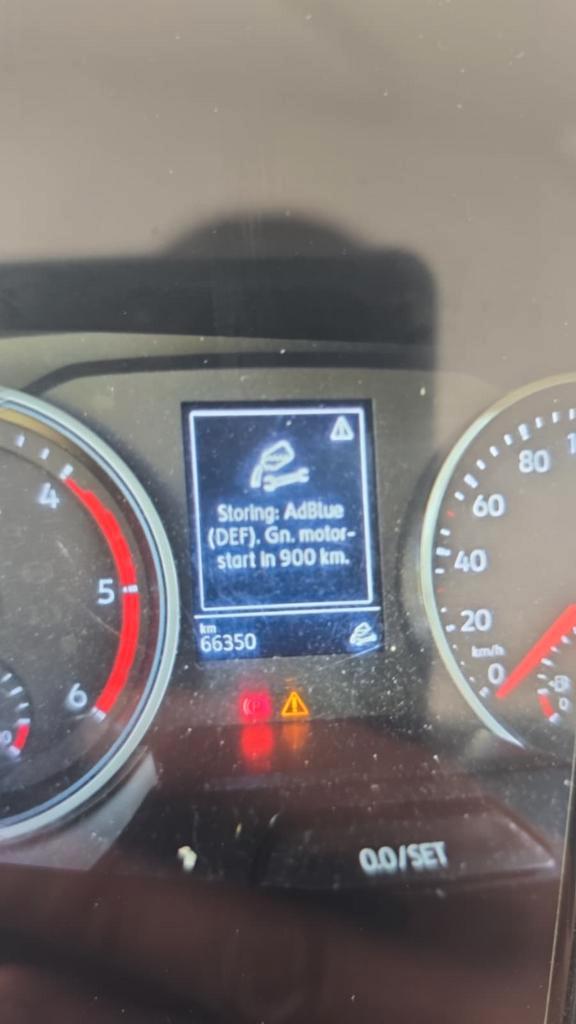 Storing: AdBlue
(DEF). Gn. motor-
start in 900 km.
km
66350
4
5
6
80
60
40
20
km/h
0
0.0/SET